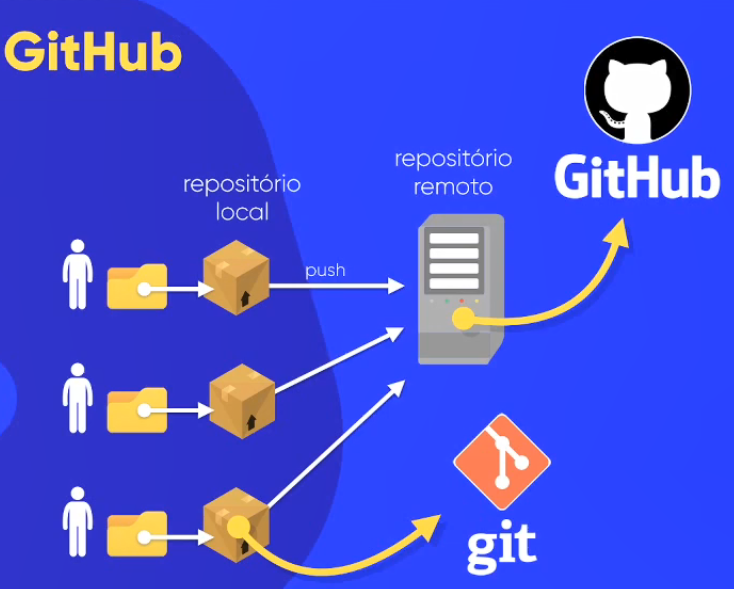 GitHub
repositório
local
repositório
remoto
GitHub
push
git